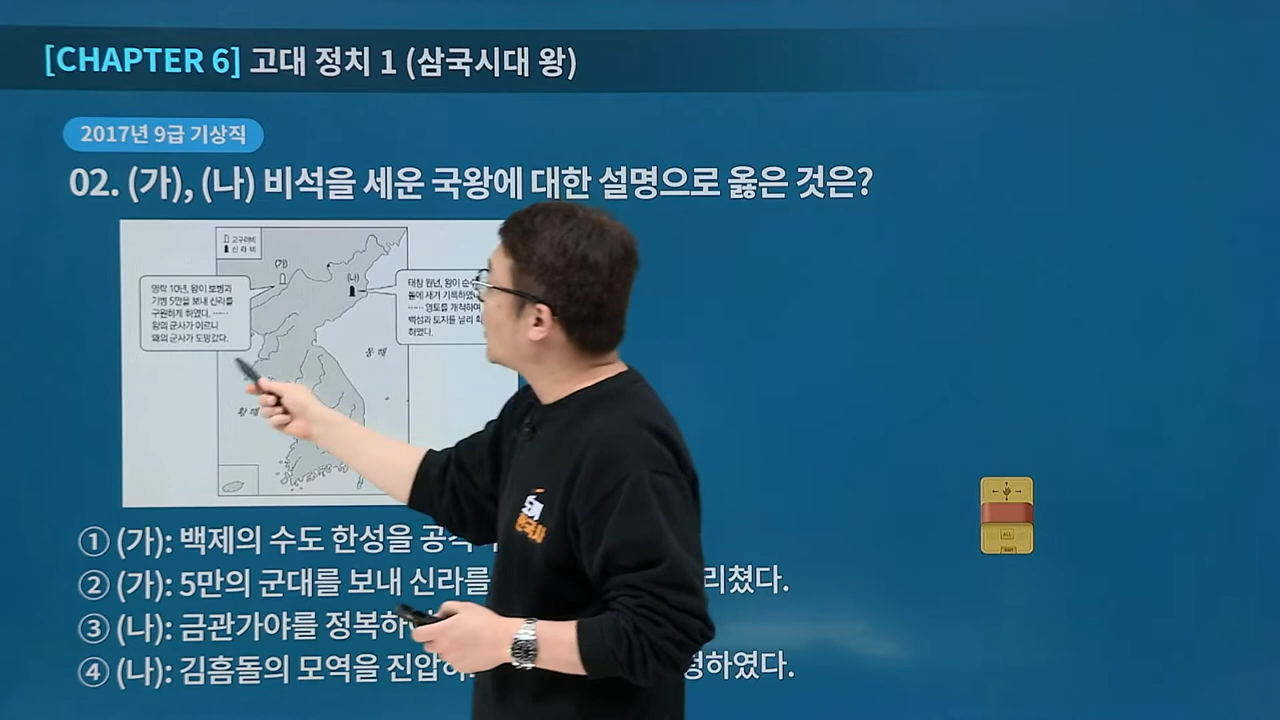 [CHAPTER 6] 고대 정치 1 (삼국시대 왕)
2017년 9급 기상직
02. (가), (나) 비석을 세운 국왕에 대한 설명으로 옳은 것은?
고구려비
신라비
(가)
(나)
영락 10년, 왕이 보병과
기병 5만을 보내 신라를
구원하게 하였다. ……
왕의 군사가 이르니
왜의 군사가 도망갔다.
태창 원년, 왕이 순수
돌에 새겨 기록하였
…… 영토를 개척하여
백성과 토지를 널리
하였다.
동해
황해
① (가): 백제의 수도 한성을 공격
② (가): 5만의 군대를 보내 신라를 리쳤다.
③ (나): 금관가야를 정복하
④ (나): 김흠돌의 모역을 진압하 하였다.
ALL